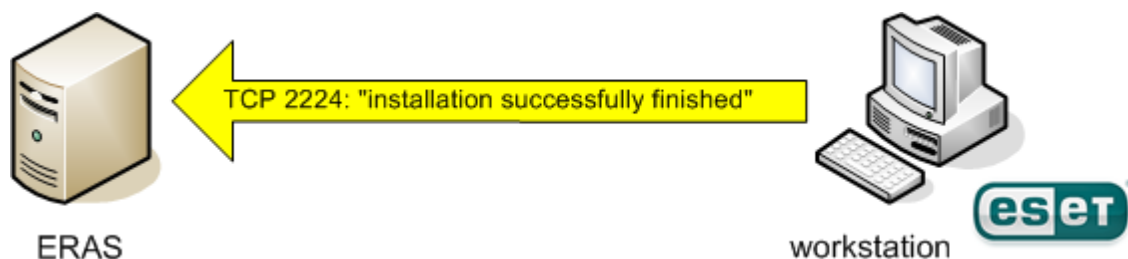 TCP 2224: "installation successfully finished"
ERAS
workstation
eseT